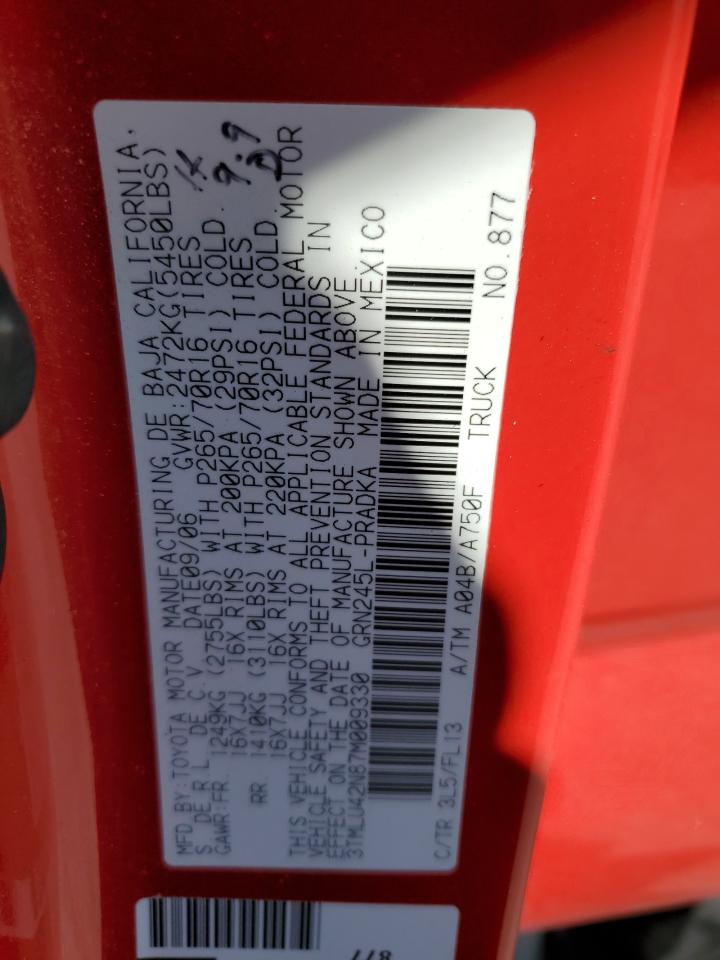 MFD BY:TOYOTA MOTOR MANUFACTURING DE BAJA CALIFORNIA,
S DE R L DE C.V DATE09/06 GVWR:2472KG(5450LBS)
GAWR:FR. 1249KG (2755LBS) WITH P265/70R16 TIRES
16X7JJ 16X RIMS AT 200KPA (29PSI) COLD.
RR 1410KG (3110LBS) WITH P265/70R16 TIRES
16X7JJ 16X RIMS AT 220KPA (32PSI) COLD.
THIS VEHICLE CONFORMS TO ALL APPLICABLE FEDERAL MOTOR
VEHICLE SAFETY AND THEFT PREVENTION STANDARDS IN
EFFECT ON THE DATE OF MANUFACTURE SHOWN ABOVE
3TMLU42N87M009330 GRN245L-PRADKA MADE IN MEXICO
C/TR 3L5/FL13 A/TM A04B/A750F TRUCK NO.877
877